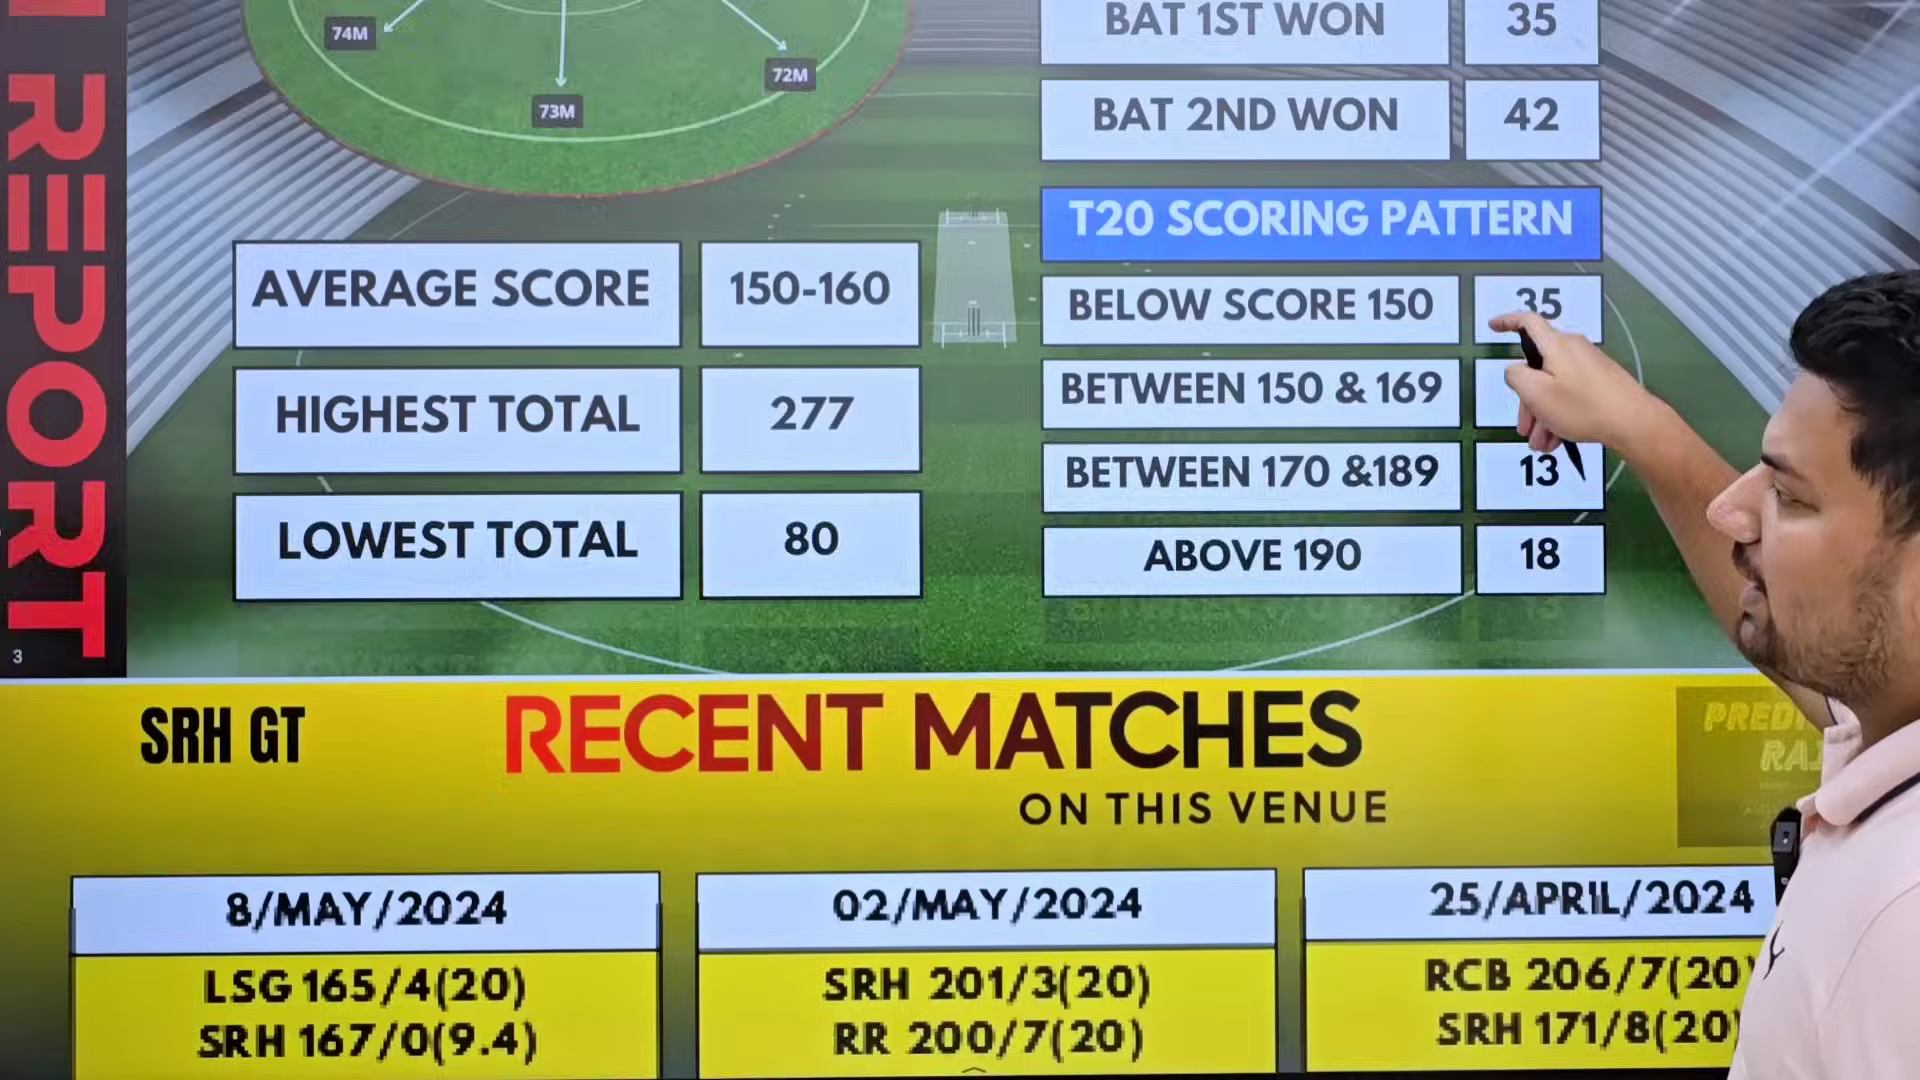 REPORT
3
74M
73M
72M
BAT 1ST WON 35
BAT 2ND WON 42
T20 SCORING PATTERN
BELOW SCORE 150 35
BETWEEN 150 & 169
BETWEEN 170 &189 13
ABOVE 190 18
AVERAGE SCORE 150-160
HIGHEST TOTAL 277
LOWEST TOTAL 80
SRH GT
RECENT MATCHES
ON THIS VENUE
8/MAY/2024
LSG 165/4(20)
SRH 167/0(9.4)
02/MAY/2024
SRH 201/3(20)
RR 200/7(20)
25/APRIL/2024
RCB 206/7(20)
SRH 171/8(20)